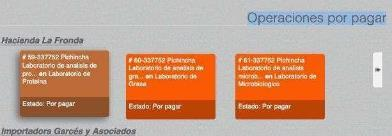 Operaciones por pagar
Hacienda La Fronda
# 59-337752 Pichincha
Laboratorio de analisis de
pro... en Laboratorio de
Proteina
Estado: Por pagar
# 60-337752 Pichincha
Laboratorio de analisis de
gra... en Laboratorio de
Grasa
Estado: Por pagar
# 61-337752 Pichincha
Laboratorio de analisis
microb... en Laboratorio de
Microbiologico
Estado: Por pagar
Importadora Garcés y Asociados